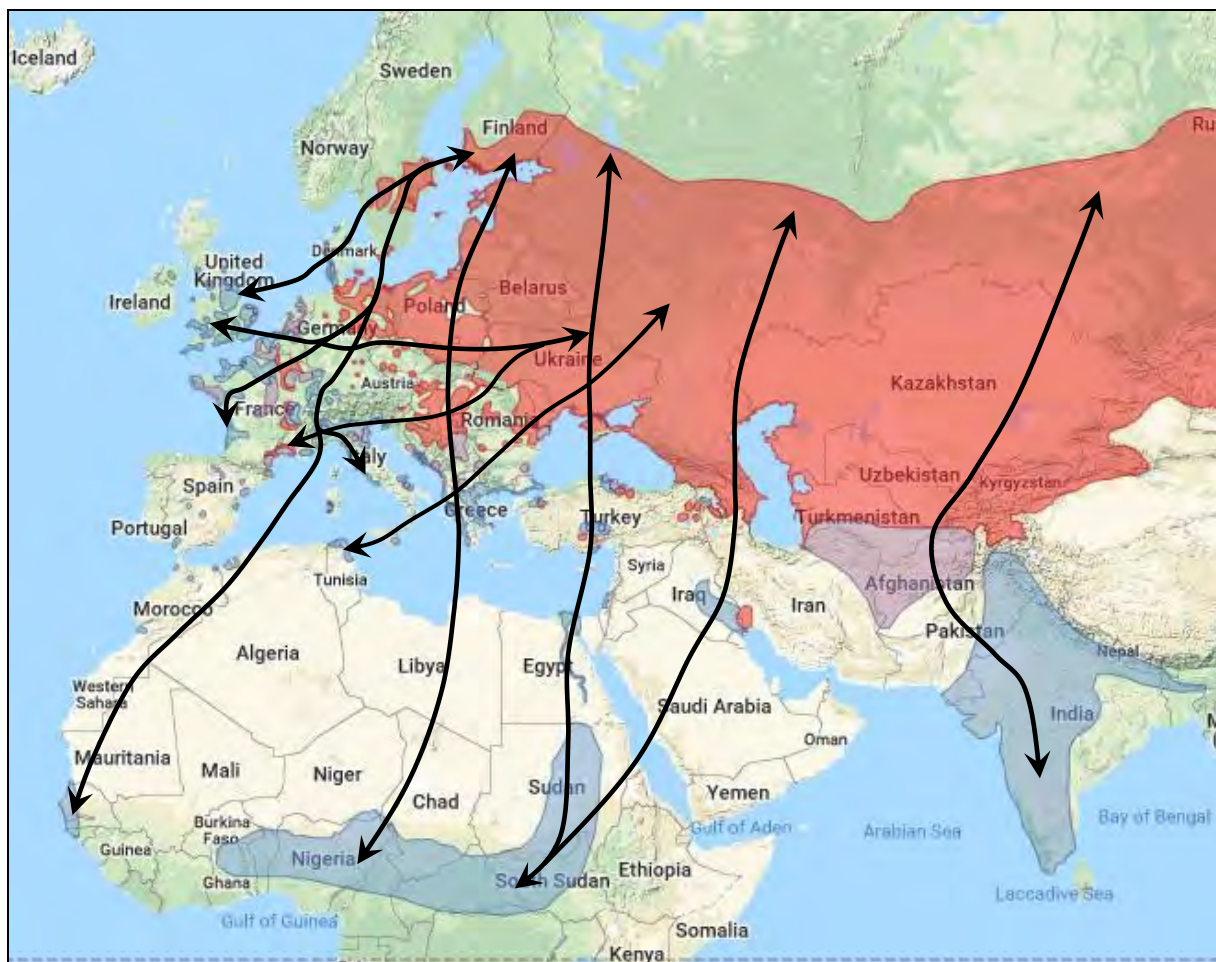 Iceland
Sweden
Finland
Norway
Ru
Denmark
United
Kingdom
Ireland
Belarus
Poland
Germany
Ukraine
Austria
Kazakhstan
France
Romania
Italy
Uzbekistan
Kyrgyzstan
Spain
Greece
Turkey
Turkmenistan
Portugal
Syria
Tunisia
Afghanistan
Iraq
Iran
Morocco
Pakistan
Algeria
Libya
Egypt
Nepal
Western
Sahara
Saudi Arabia
India
Oman
Mauritania
Mali
Niger
Chad
Sudan
Yemen
Burkina
Faso
Gulf of Aden
Arabian Sea
Bay of Bengal
Guinea
Nigeria
Ethiopia
Ghana
South Sudan
Laccadive Sea
Gulf of Guinea
Somalia
Kenya